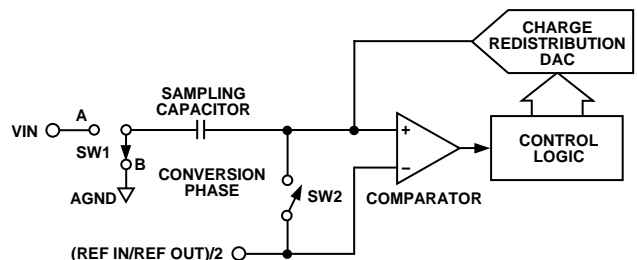 CHARGE
REDISTRIBUTION
DAC
SAMPLING
CAPACITOR
A
VIN
+
SW1
CONTROL
LOGIC
B
CONVERSION
PHASE
−
AGND
SW2
COMPARATOR
(REF IN/REF OUT)/2